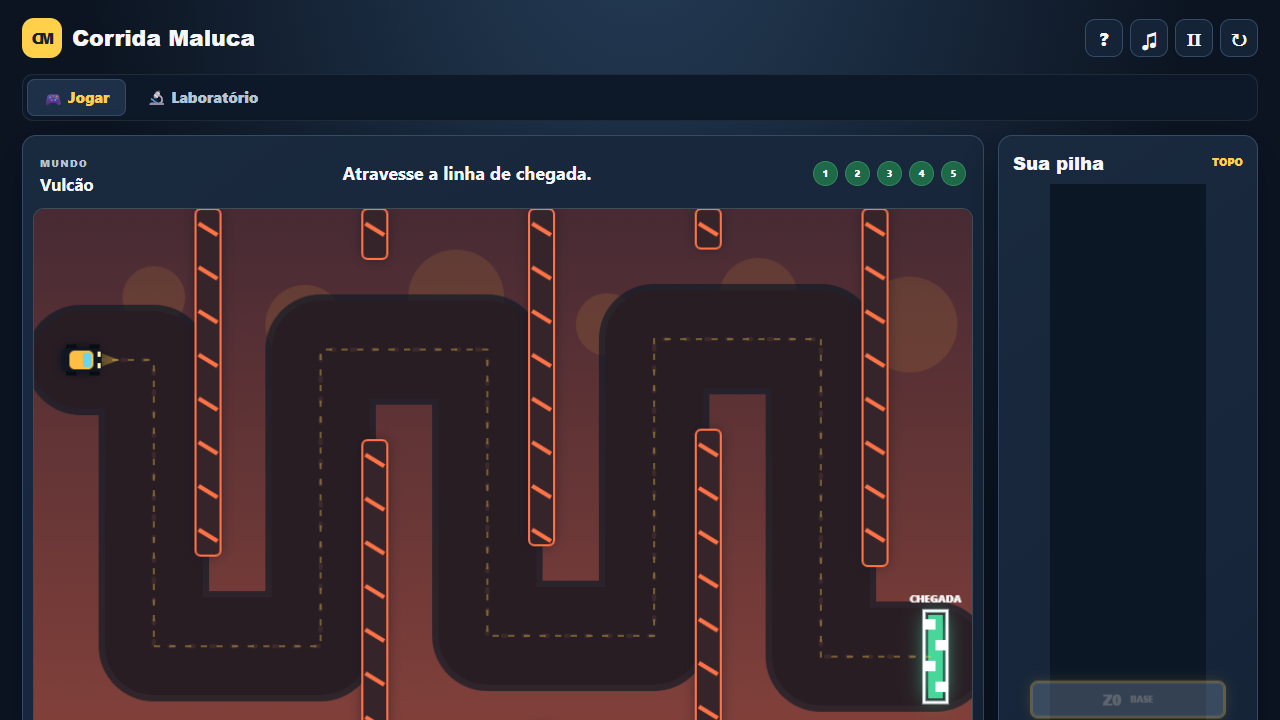 CM Corrida Maluca
? ♫ II ↻
🎮 Jogar 🔬 Laboratório
MUNDO
Vulcão
Atravesse a linha de chegada.
1 2 3 4 5
Sua pilha TOPO
CHEGADA
Z0 BASE